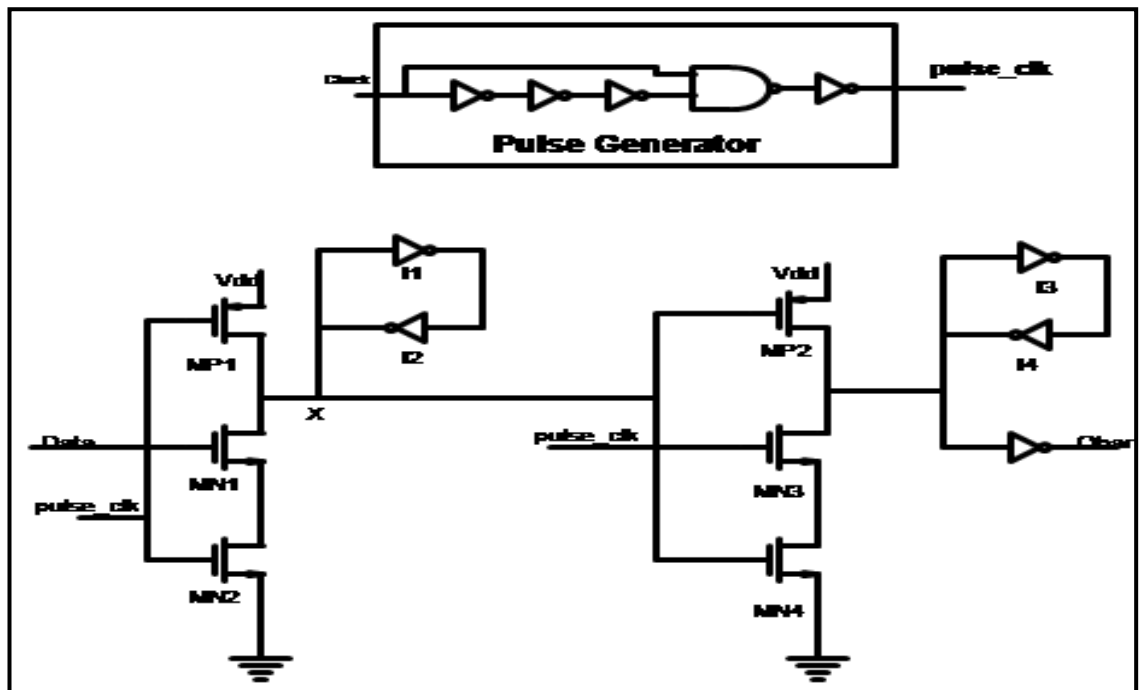 Clock
pulse_clk
Pulse Generator
I1
Vdd
Vdd
I3
MP1
I2
MP2
I4
X
Data
pulse_clk
Qbar
MN1
MN3
pulse_clk
MN2
MN4